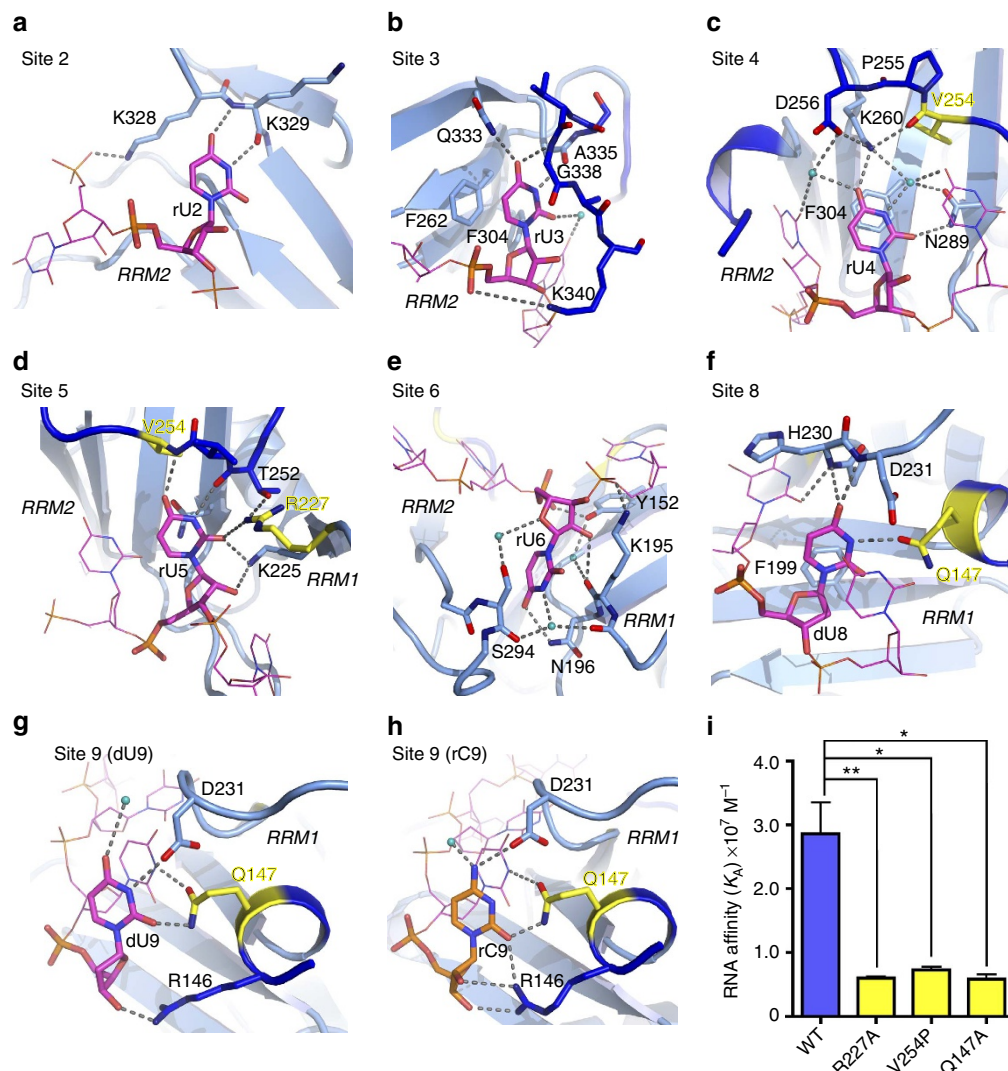 a
Site 2
K328
K329
rU2
RRM2
b
Site 3
Q333
A335
G338
F262
F304
rU3
RRM2
K340
c
Site 4
P255
D256
V254
K260
F304
N289
RRM2
rU4
d
Site 5
V254
T252
RRM2
R227
rU5
K225
RRM1
e
Site 6
Y152
rU6
K195
RRM1
S294
N196
f
Site 8
H230
D231
F199
Q147
RRM1
dU8
g
Site 9 (dU9)
D231
RRM1
Q147
dU9
R146
h
Site 9 (rC9)
D231
RRM1
Q147
rC9
R146
i
*
*
**
4.0
3.0
2.0
1.0
0
RNA affinity (KA) ×10⁷ M⁻¹
WT
R227A
V254P
Q147A